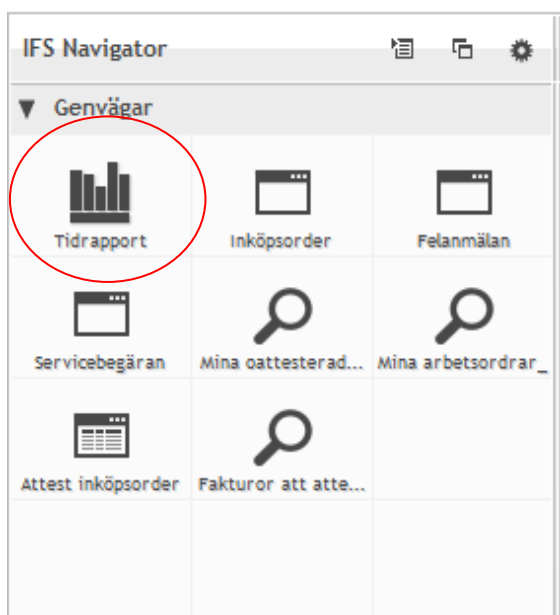 IFS Navigator
Genvägar
Tidrapport Inköpsorder Felanmälan
Servicebegäran Mina oattesterad... Mina arbetsordrar_
Attest inköpsorder Fakturor att atte...